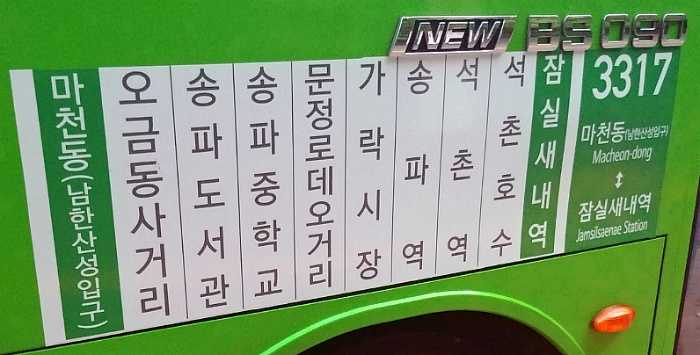 NEW BS 090
마천동(남한산성입구)
오금동사거리
송파도서관
송파중학교
문정로데오거리
가락시장
송파역
석촌역
석촌호수
잠실새내역
3317
마천동(남한산성입구)
Macheon-dong
↕
잠실새내역
Jamsilsaenae Station